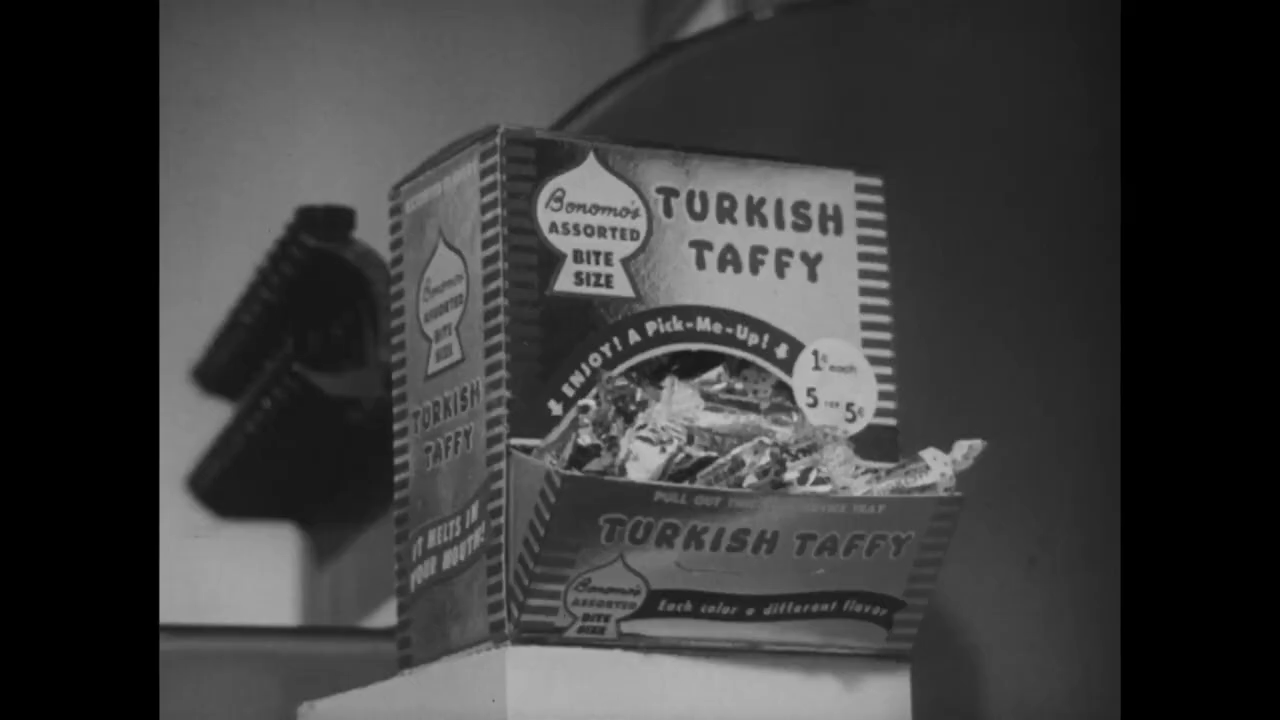 Bonomo's
ASSORTED
BITE
SIZE
TURKISH
TAFFY
ENJOY! A Pick-Me-Up!
1¢ each
5 FOR 5¢
Bonomo's
ASSORTED
BITE
SIZE
TURKISH
TAFFY
IT MELTS IN
YOUR MOUTH!
PULL OUT
TRAY
TURKISH TAFFY
Bonomo's
ASSORTED
BITE
SIZE
Each color a different flavor